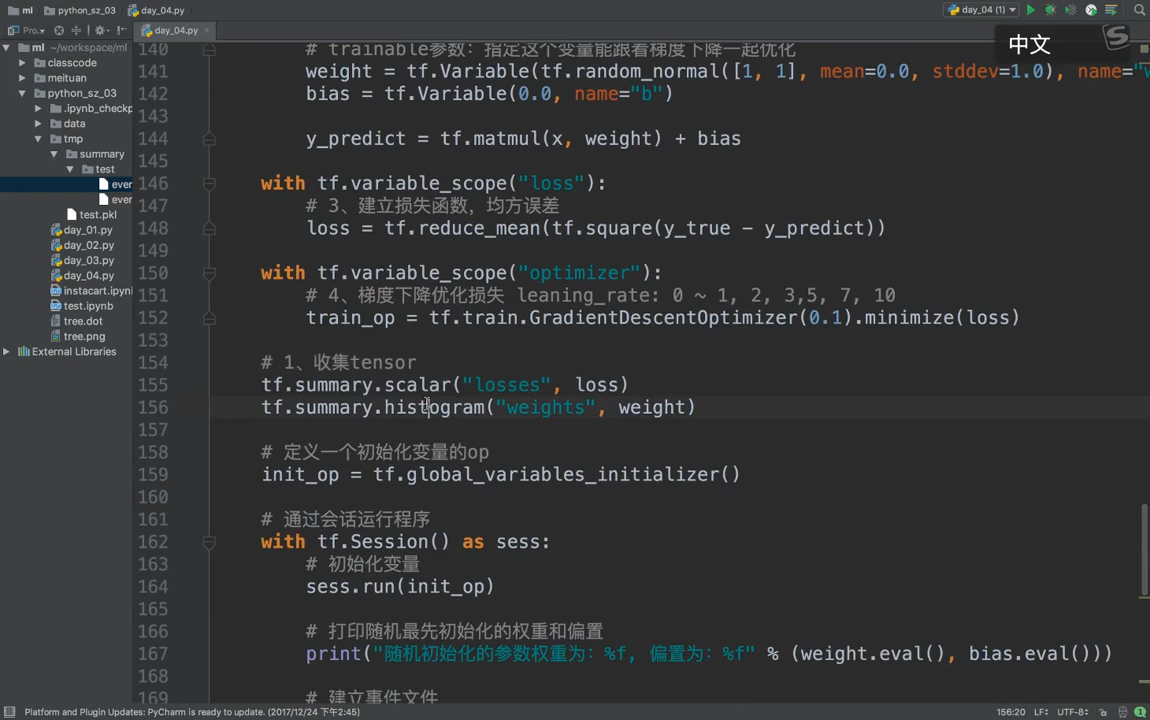 ml
python_sz_03
day_04.py
day_04 (1)
中文
Pro..
day_04.py
ml ~/workspace/ml
classcode
meituan
python_sz_03
.ipynb_checkp
data
tmp
summary
test
ever
ever
test.pkl
day_01.py
day_02.py
day_03.py
day_04.py
instacart.ipynl
test.ipynb
tree.dot
tree.png
External Libraries
140 # trainable参数：指定这个变量能跟着梯度下降一起优化
141 weight = tf.Variable(tf.random_normal([1, 1], mean=0.0, stddev=1.0), name="w
142 bias = tf.Variable(0.0, name="b")
143
144 y_predict = tf.matmul(x, weight) + bias
145
146 with tf.variable_scope("loss"):
147 # 3、建立损失函数，均方误差
148 loss = tf.reduce_mean(tf.square(y_true - y_predict))
149
150 with tf.variable_scope("optimizer"):
151 # 4、梯度下降优化损失 leaning_rate: 0 ~ 1, 2, 3,5, 7, 10
152 train_op = tf.train.GradientDescentOptimizer(0.1).minimize(loss)
153
154 # 1、收集tensor
155 tf.summary.scalar("losses", loss)
156 tf.summary.histogram("weights", weight)
157
158 # 定义一个初始化变量的op
159 init_op = tf.global_variables_initializer()
160
161 # 通过会话运行程序
162 with tf.Session() as sess:
163 # 初始化变量
164 sess.run(init_op)
165
166 # 打印随机最先初始化的权重和偏置
167 print("随机初始化的参数权重为：%f, 偏置为：%f" % (weight.eval(), bias.eval()))
168
169 # 建立事件文件
Platform and Plugin Updates: PyCharm is ready to update. (2017/12/24 下午2:45)
156:20 LF÷ UTF-8÷